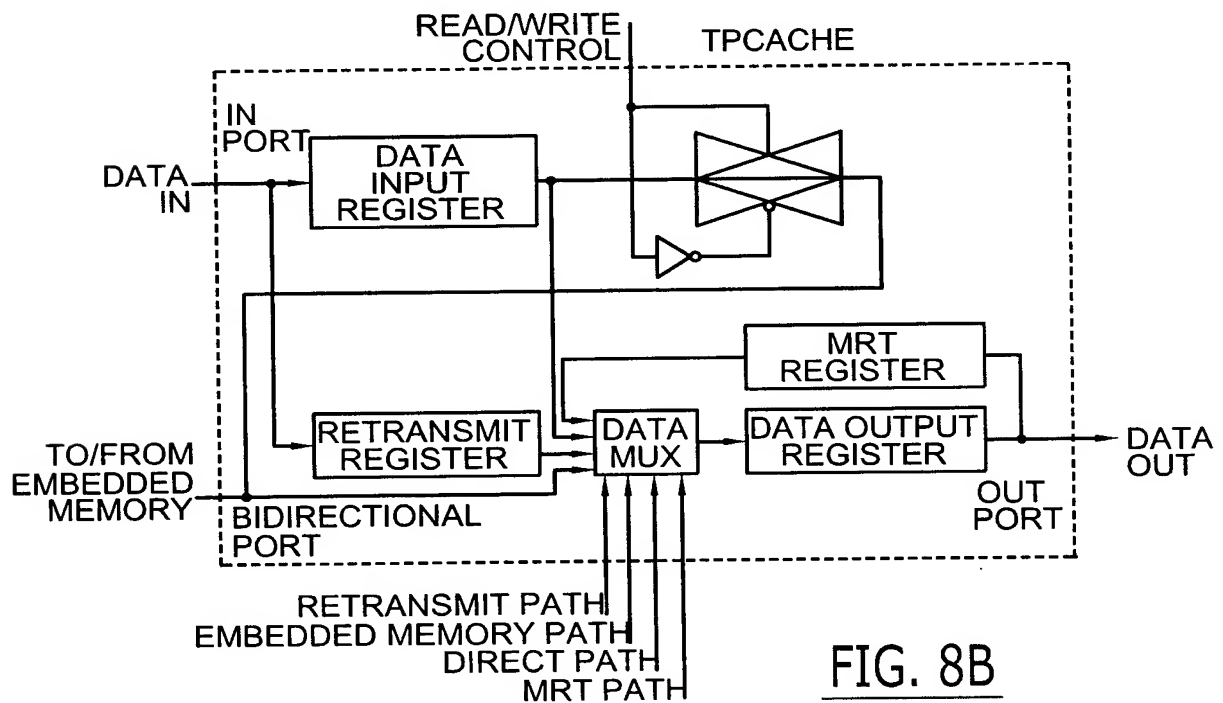 READ/WRITE
CONTROL
TPCACHE
IN
PORT
DATA
INPUT
REGISTER
DATA
IN
MRT
REGISTER
RETRANSMIT
REGISTER
DATA
MUX
DATA OUTPUT
REGISTER
DATA
OUT
TO/FROM
EMBEDDED
MEMORY
BIDIRECTIONAL
PORT
OUT
PORT
RETRANSMIT PATH
EMBEDDED MEMORY PATH
DIRECT PATH
MRT PATH
FIG. 8B